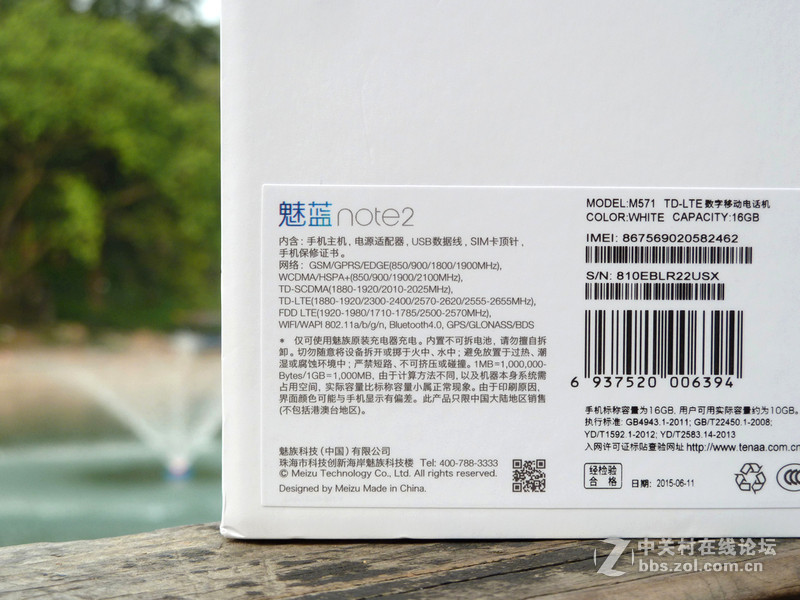 魅蓝note2
内含：手机主机，电源适配器，USB数据线，SIM卡顶针，
手机保修证书。
网络：GSM/GPRS/EDGE(850/900/1800/1900MHz),
WCDMA/HSPA+(850/900/1900/2100MHz),
TD-SCDMA(1880-1920/2010-2025MHz),
TD-LTE(1880-1920/2300-2400/2570-2620/2555-2655MHz),
FDD LTE(1920-1980/1710-1785/2500-2570MHz),
WIFI/WAPI 802.11a/b/g/n, Bluetooth4.0, GPS/GLONASS/BDS
* 仅可使用魅族原装充电器充电。内置不可拆电池，请勿擅自拆
卸。切勿随意将设备拆开或掷于火中、水中；避免放置于过热、潮
湿或腐蚀环境中；严禁短路、不可挤压或碰撞。1MB=1,000,000-
Bytes/1GB=1,000MB，由于计算方法不同，以及机器本身系统需
占用空间，实际容量比标称容量小属正常现象。由于印刷原因，
界面颜色可能与手机显示有偏差。此产品只限中国大陆地区销售
(不包括港澳台地区)。
魅族科技（中国）有限公司
珠海市科技创新海岸魅族科技楼 Tel: 400-788-3333
© Meizu Technology Co., Ltd. All rights reserved.
Designed by Meizu Made in China.
MODEL:M571 TD-LTE 数字移动电话机
COLOR:WHITE CAPACITY:16GB
IMEI: 867569020582462
S/N: 810EBLR22USX
6 937520 006394
手机标称容量为16GB, 用户可用实际容量约为10GB。
执行标准: GB4943.1-2011; GB/T22450.1-2008;
YD/T1592.1-2012; YD/T2583.14-2013
入网许可证标贴查验网址 http://www.tenaa.com.cn
经检验
合格
日期: 2015-06-11
中关村在线论坛
bbs.zol.com.cn